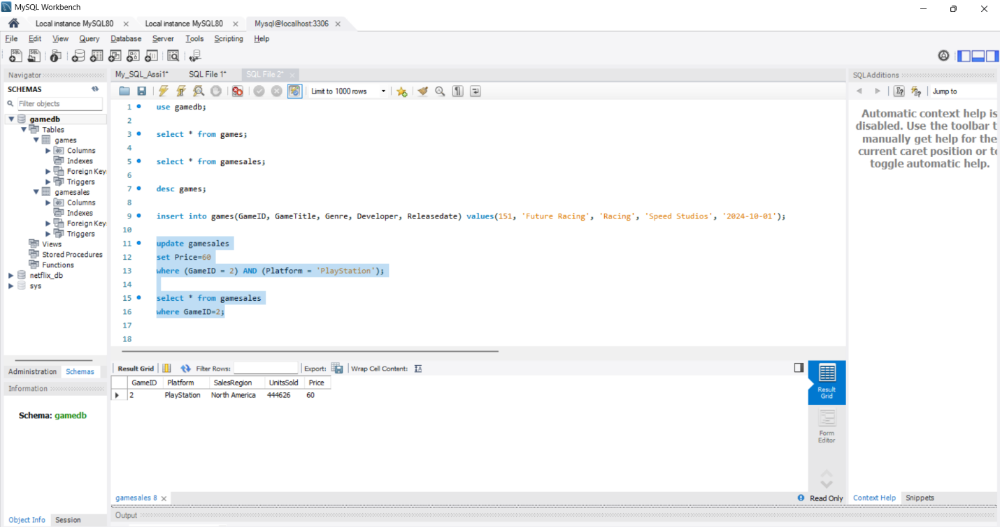 MySQL Workbench
Local instance MySQL80
Local instance MySQL80
Mysql@localhost:3306
File Edit View Query Database Server Tools Scripting Help
Navigator
SCHEMAS
Filter objects
gamedb
Tables
games
Columns
Indexes
Foreign Key
Triggers
gamesales
Columns
Indexes
Foreign Key
Triggers
Views
Stored Procedures
Functions
netflix_db
sys
Administration Schemas
Information
Schema: gamedb
Object Info Session
My_SQL_Assi1* SQL File 1* SQL File 2*
Limit to 1000 rows
1 use gamedb;
2
3 select * from games;
4
5 select * from gamesales;
6
7 desc games;
8
9 insert into games(GameID, GameTitle, Genre, Developer, Releasedate) values(151, 'Future Racing', 'Racing', 'Speed Studios', '2024-10-01');
10
11 update gamesales
12 set Price=60
13 where (GameID = 2) AND (Platform = 'PlayStation');
14
15 select * from gamesales
16 where GameID=2;
17
18
Result Grid Filter Rows: Export: Wrap Cell Content:
GameID Platform SalesRegion UnitsSold Price
2 PlayStation North America 444626 60
Result
Grid
Form
Editor
gamesales 8
Read Only
Output
SQLAdditions
Jump to
Automatic context help is
disabled. Use the toolbar t
manually get help for the
current caret position or to
toggle automatic help.
Context Help Snippets